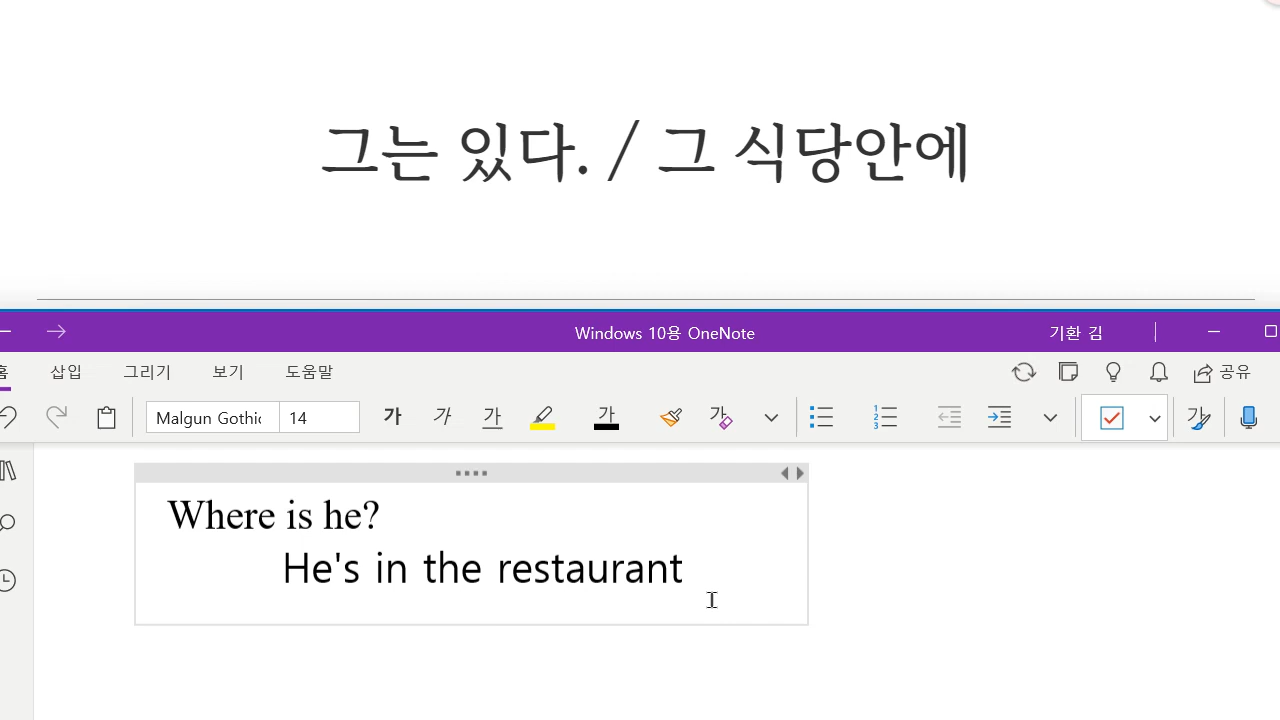 그는 있다. / 그 식당안에
Windows 10용 OneNote
기환 김
홈 삽입 그리기 보기 도움말
공유
Malgun Gothic 14 가 가 가 가 가 가
Where is he?
He's in the restaurant